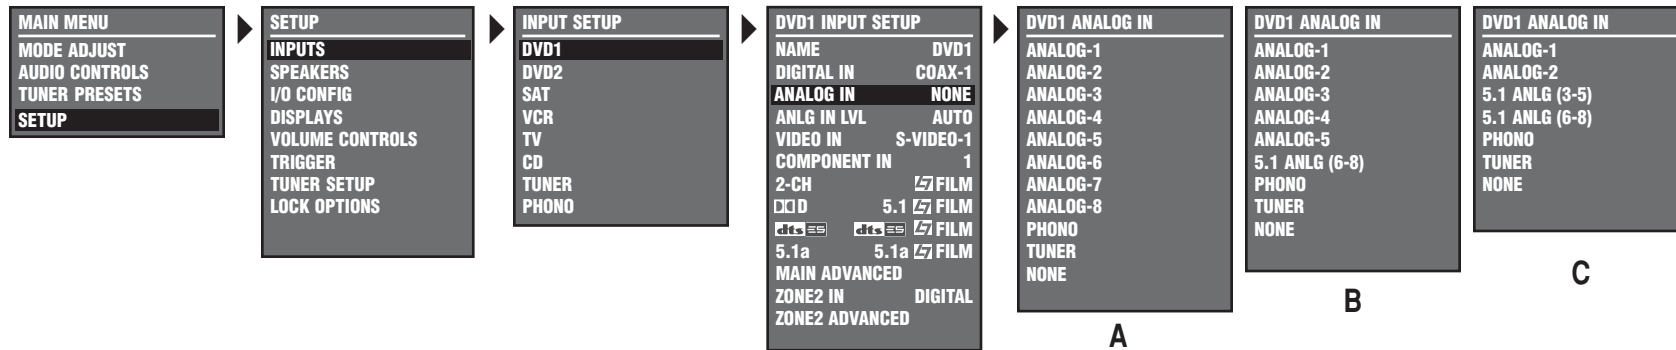 MAIN MENU
MODE ADJUST
AUDIO CONTROLS
TUNER PRESETS
SETUP
SETUP
INPUTS
SPEAKERS
I/O CONFIG
DISPLAYS
VOLUME CONTROLS
TRIGGER
TUNER SETUP
LOCK OPTIONS
INPUT SETUP
DVD1
DVD2
SAT
VCR
TV
CD
TUNER
PHONO
DVD1 INPUT SETUP
NAME DVD1
DIGITAL IN COAX-1
ANALOG IN NONE
ANLG IN LVL AUTO
VIDEO IN S-VIDEO-1
COMPONENT IN 1
2-CH FILM
D 5.1 FILM
dts ES dts ES FILM
5.1a 5.1a FILM
MAIN ADVANCED
ZONE2 IN DIGITAL
ZONE2 ADVANCED
DVD1 ANALOG IN
ANALOG-1
ANALOG-2
ANALOG-3
ANALOG-4
ANALOG-5
ANALOG-6
ANALOG-7
ANALOG-8
PHONO
TUNER
NONE
A
DVD1 ANALOG IN
ANALOG-1
ANALOG-2
ANALOG-3
ANALOG-4
ANALOG-5
5.1 ANLG (6-8)
PHONO
TUNER
NONE
B
DVD1 ANALOG IN
ANALOG-1
ANALOG-2
5.1 ANLG (3-5)
5.1 ANLG (6-8)
PHONO
TUNER
NONE
C